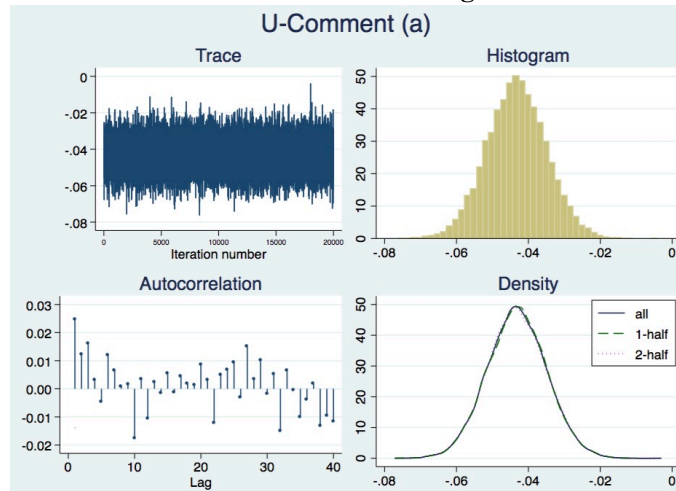 U-Comment (a)
Trace
0
-.02
-.04
-.06
-.08
0 5000 10000 15000 20000
Iteration number
Histogram
50
40
30
20
10
0
-.08 -.06 -.04 -.02 0
Autocorrelation
0.03
0.02
0.01
0.00
-0.01
-0.02
0 10 20 30 40
Lag
Density
50
40
30
20
10
0
-.08 -.06 -.04 -.02 0
all
1-half
2-half